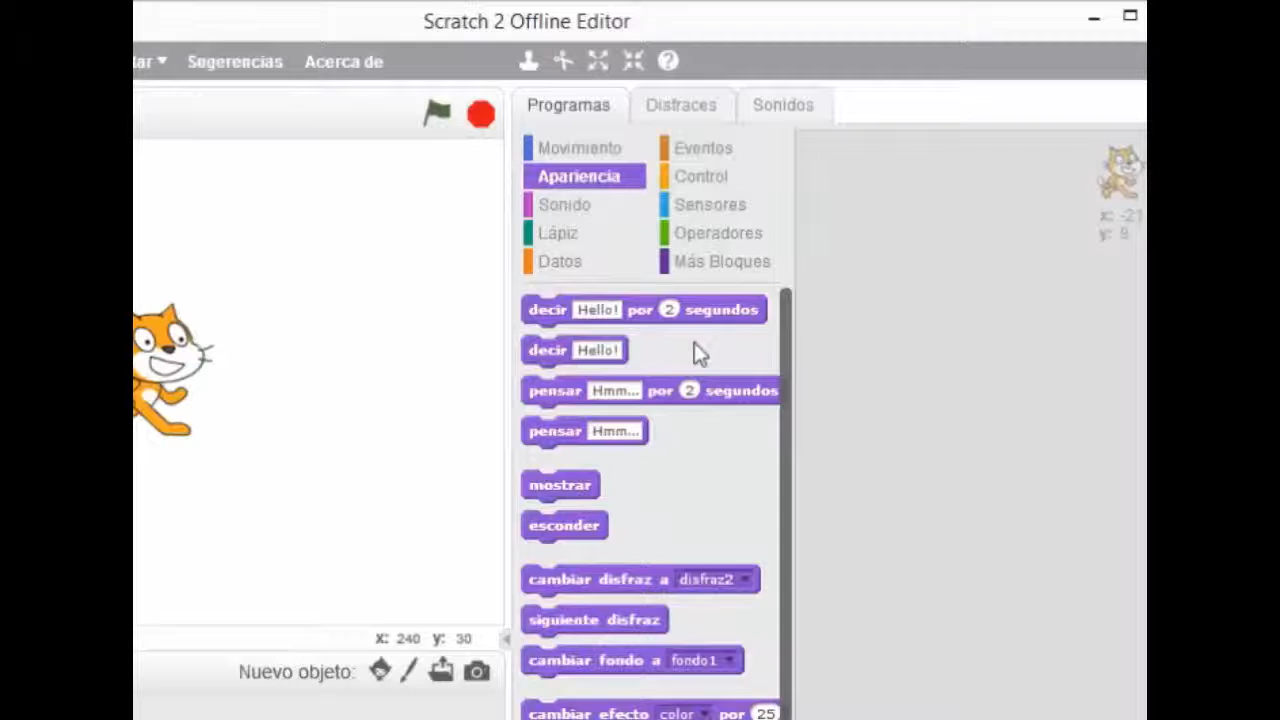 Scratch 2 Offline Editor
Sugerencias Acerca de
Programas Disfraces Sonidos
Movimiento Eventos
Apariencia Control
Sonido Sensores
Lápiz Operadores
Datos Más Bloques
x: -21
y: 9
decir Hello! por 2 segundos
decir Hello!
pensar Hmm... por 2 segundos
pensar Hmm...
mostrar
esconder
cambiar disfraz a disfraz2
siguiente disfraz
x: 240 y: 30
cambiar fondo a fondo1
Nuevo objeto:
cambiar efecto color por 25